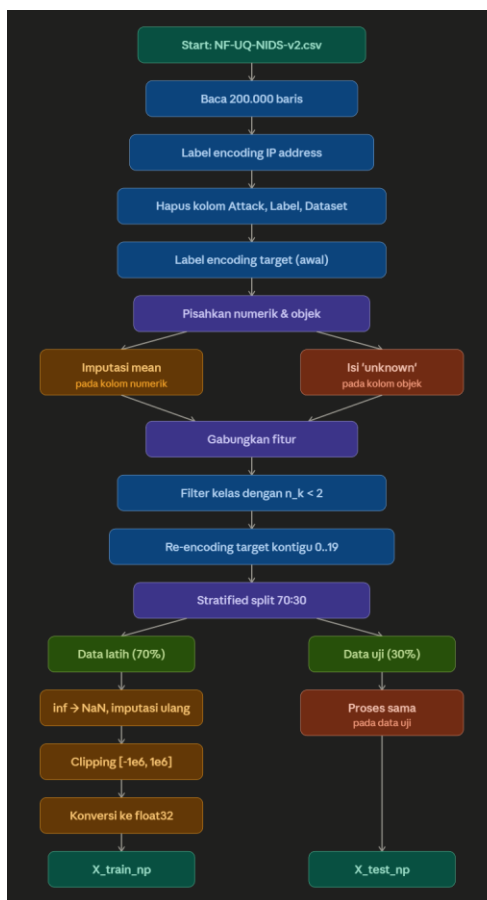 Start: NF-UQ-NIDS-v2.csv
Baca 200.000 baris
Label encoding IP address
Hapus kolom Attack, Label, Dataset
Label encoding target (awal)
Pisahkan numerik & objek
Imputasi mean
pada kolom numerik
Isi 'unknown'
pada kolom objek
Gabungkan fitur
Filter kelas dengan n_k < 2
Re-encoding target kontigu 0..19
Stratified split 70:30
Data latih (70%)
Data uji (30%)
inf → NaN, imputasi ulang
Proses sama
pada data uji
Clipping [-1e6, 1e6]
Konversi ke float32
X_train_np
X_test_np